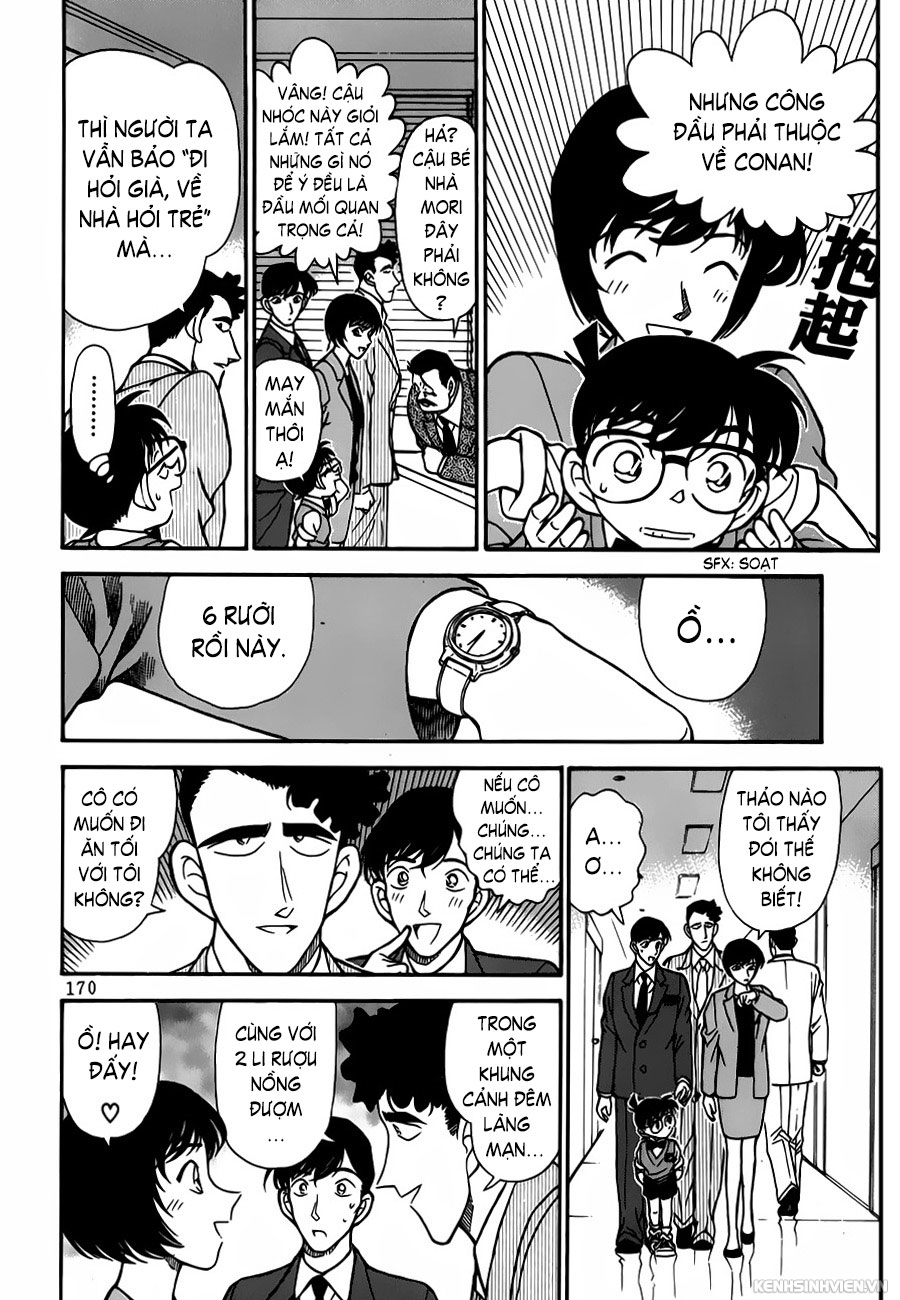 NHƯNG CÔNG
ĐẦU PHẢI THUỘC
VỀ CONAN!
抱起
SFX: SOẠT
HẢ?
CẬU BÉ
NHÀ
MORI
ĐÂY
PHẢI
KHÔNG
?
VÂNG! CẬU
NHÓC NÀY GIỎI
LẮM! TẤT CẢ
NHỮNG GÌ NÓ
ĐỂ Ý ĐỀU LÀ
ĐẦU MỐI QUAN
TRỌNG CẢ!
MAY
MẮN
THÔI
Ạ!
THÌ NGƯỜI TA
VẪN BẢO “ĐI
HỎI GIÀ, VỀ
NHÀ HỎI TRẺ”
MÀ...
........
Ồ...
6 RƯỠI
RỒI NÀY.
THẢO NÀO
TÔI THẤY
ĐÓI THẾ
KHÔNG
BIẾT!
A...
Ơ...
NẾU CÔ
MUỐN...
CHÚNG...
CHÚNG TA
CÓ THỂ...
CÔ CÓ
MUỐN ĐI
ĂN TỐI
VỚI TÔI
KHÔNG?
170
TRONG
MỘT
KHUNG
CẢNH ĐÊM
LÃNG
MẠN...
CÙNG VỚI
2 LI RƯỢU
NỒNG
ĐƯỢM
...
Ồ! HAY
ĐẤY!
♡
KENHSINHVIEN.VN